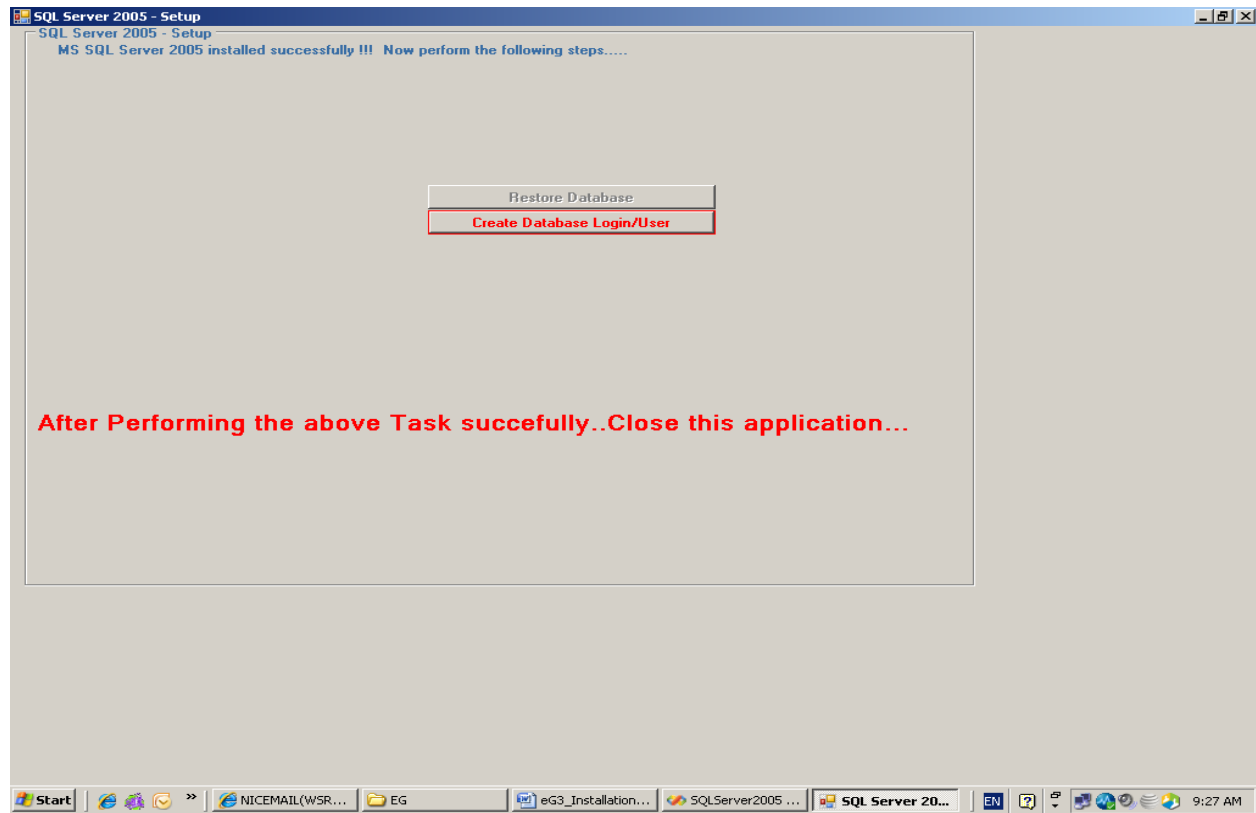 SQL Server 2005 - Setup
SQL Server 2005 - Setup
MS SQL Server 2005 installed successfully !!! Now perform the following steps.....
Restore Database
Create Database Login/User
After Performing the above Task succefully..Close this application...
Start
»
NICEMAIL(WSR...
EG
eG3_Installation...
SQLServer2005 ...
SQL Server 20...
EN
9:27 AM